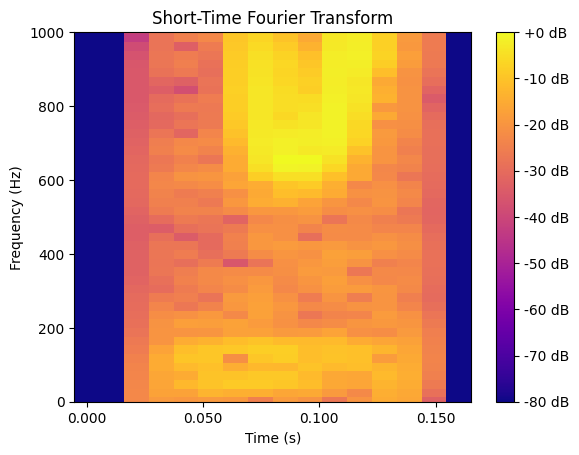 Short-Time Fourier Transform
1000
800
600
400
200
0
Frequency (Hz)
0.000
0.050
0.100
0.150
Time (s)
+0 dB
-10 dB
-20 dB
-30 dB
-40 dB
-50 dB
-60 dB
-70 dB
-80 dB